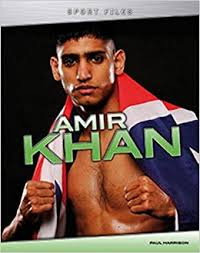 SPORT FILES
AMIR
KHAN
PAUL HARRISON